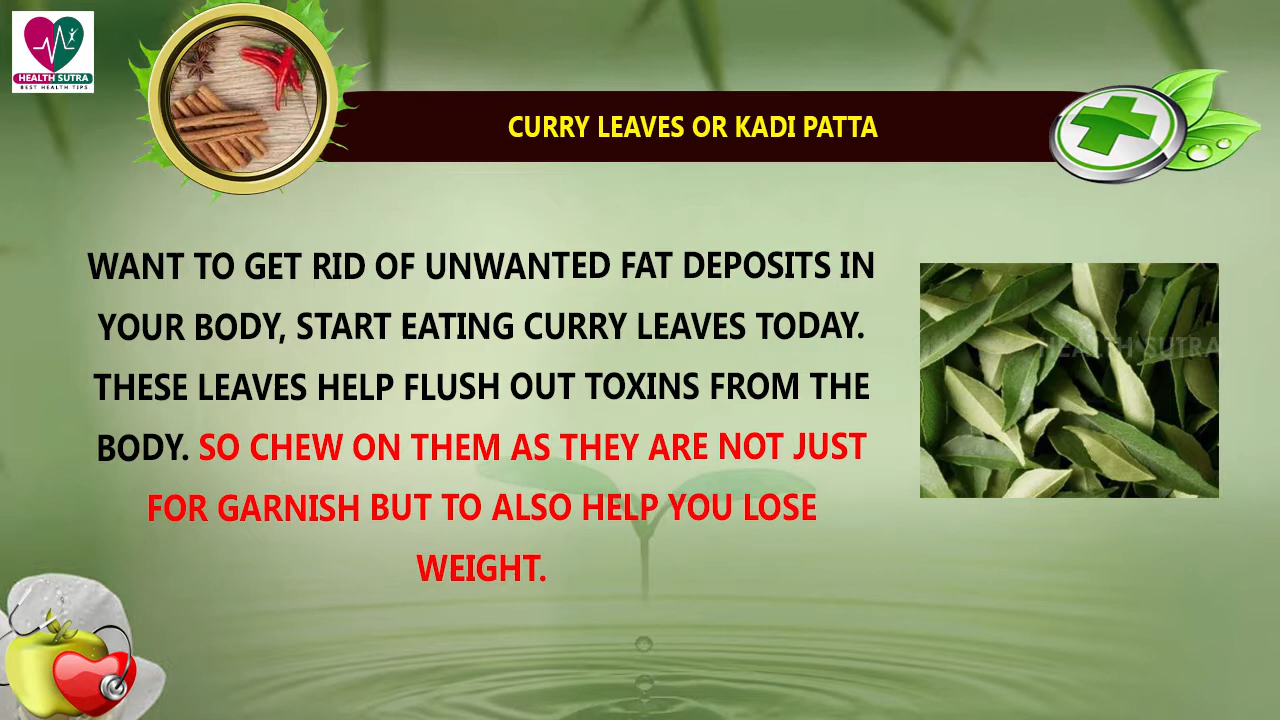 HEALTH SUTRA
BEST HEALTH TIPS
CURRY LEAVES OR KADI PATTA
WANT TO GET RID OF UNWANTED FAT DEPOSITS IN
YOUR BODY, START EATING CURRY LEAVES TODAY.
THESE LEAVES HELP FLUSH OUT TOXINS FROM THE
BODY. SO CHEW ON THEM AS THEY ARE NOT JUST
FOR GARNISH BUT TO ALSO HELP YOU LOSE
WEIGHT.
HEALTH SUTRA